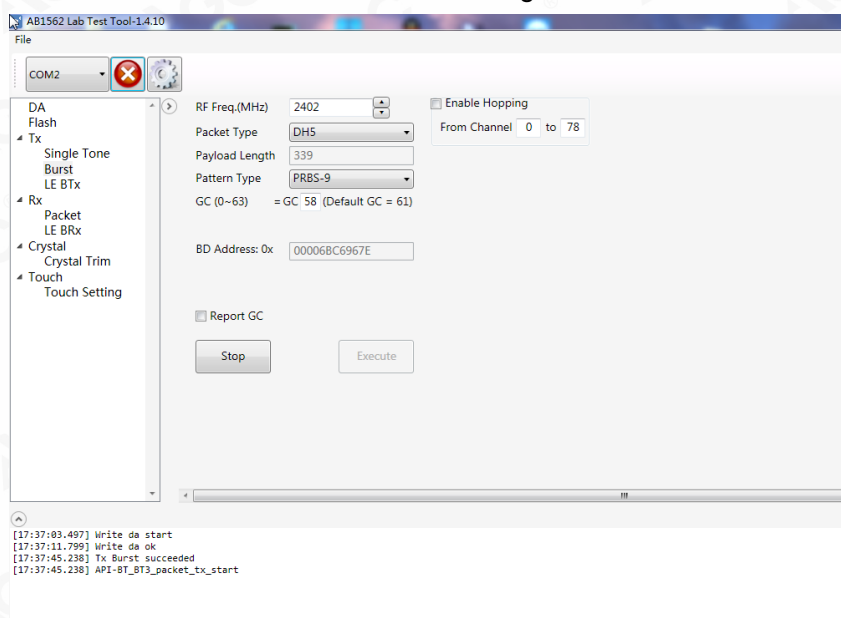 AB1562 Lab Test Tool-1.4.10
File
COM2
DA
Flash
Tx
Single Tone
Burst
LE BTx
Rx
Packet
LE BRx
Crystal
Crystal Trim
Touch
Touch Setting
RF Freq.(MHz) 2402
Packet Type DH5
Payload Length 339
Pattern Type PRBS-9
GC (0~63) = GC 58 (Default GC = 61)
BD Address: 0x 00006BC6967E
Report GC
Stop Execute
Enable Hopping
From Channel 0 to 78
[17:37:03.497] Write da start
[17:37:11.799] Write da ok
[17:37:45.238] Tx Burst succeeded
[17:37:45.238] API-BT_BT3_packet_tx_start